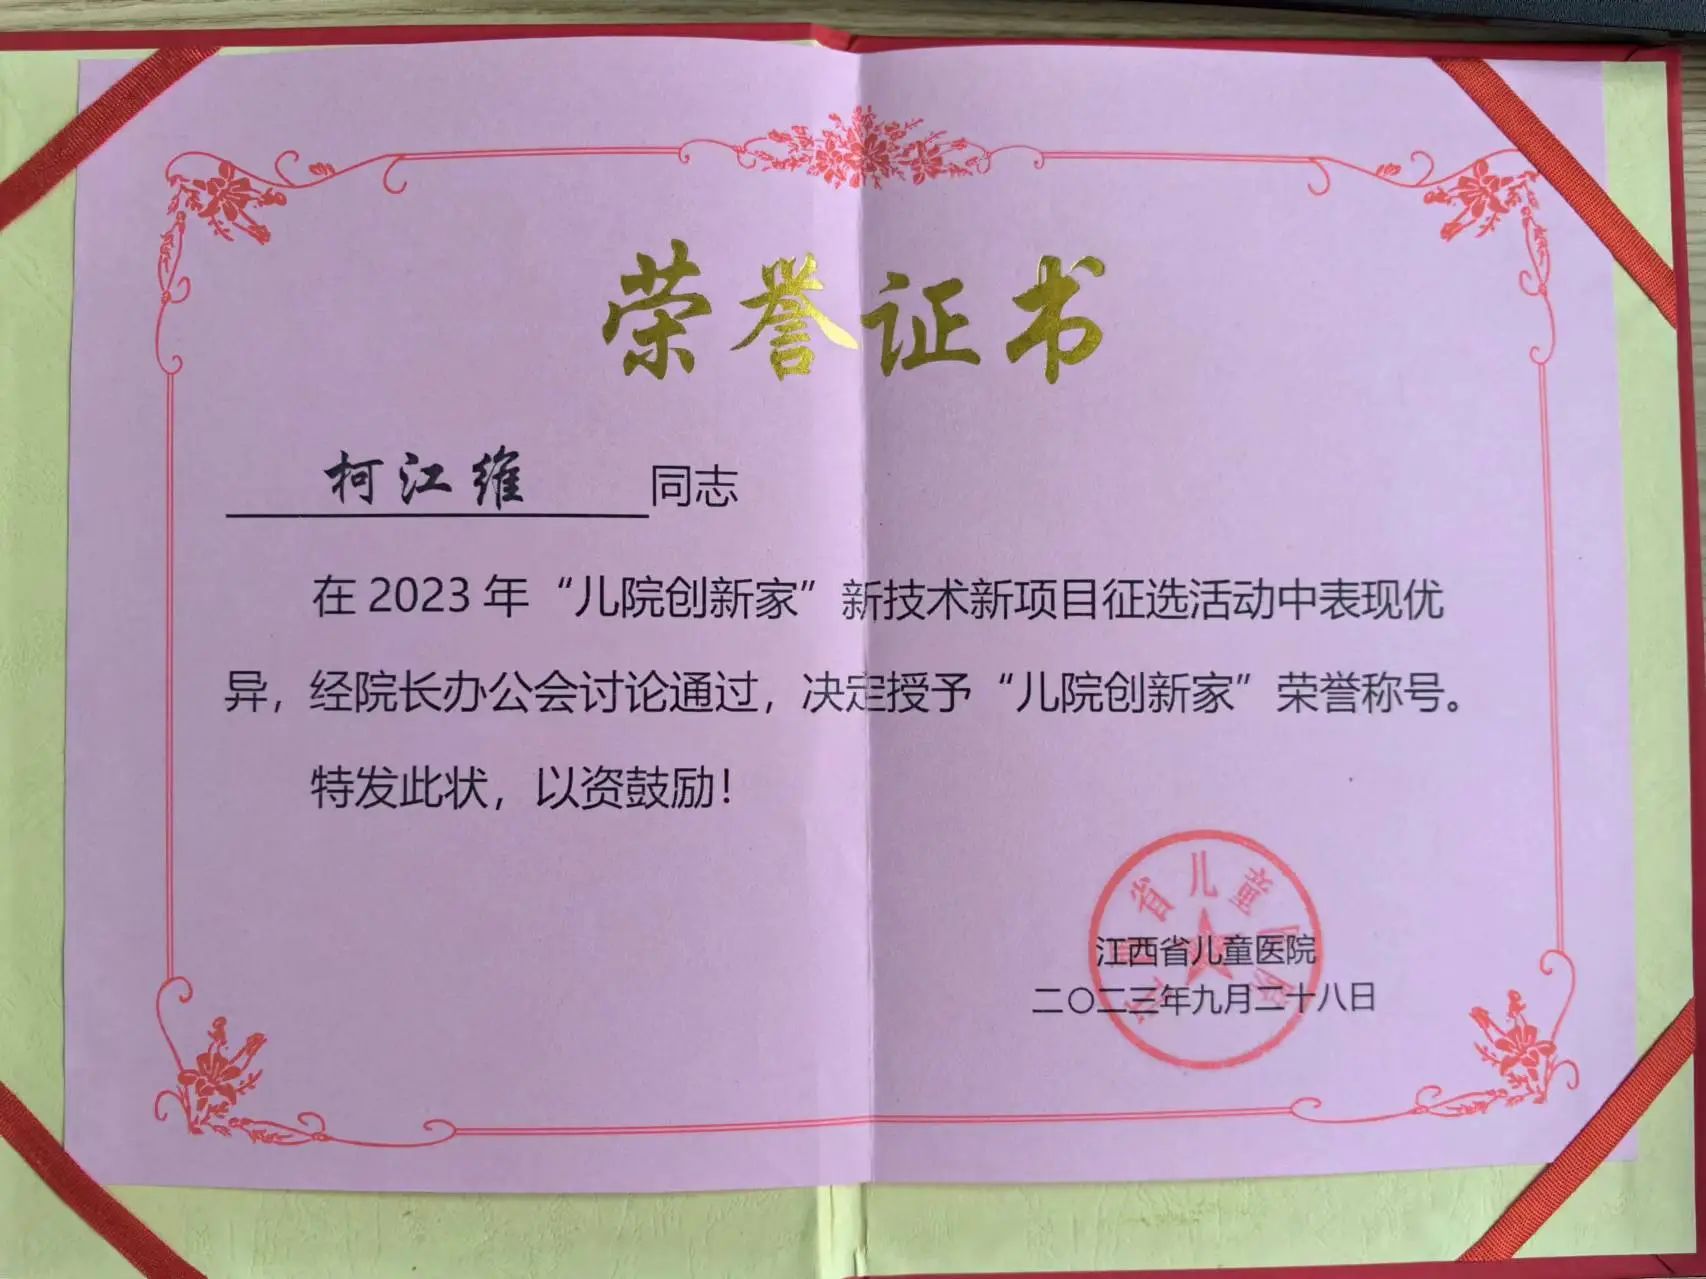 荣誉证书
柯江维 同志
在 2023 年“儿院创新家”新技术新项目征选活动中表现优
异，经院长办公会讨论通过，决定授予“儿院创新家”荣誉称号。
特发此状，以资鼓励！
省儿童
江西省儿童医院
二〇二三年九月二十八日